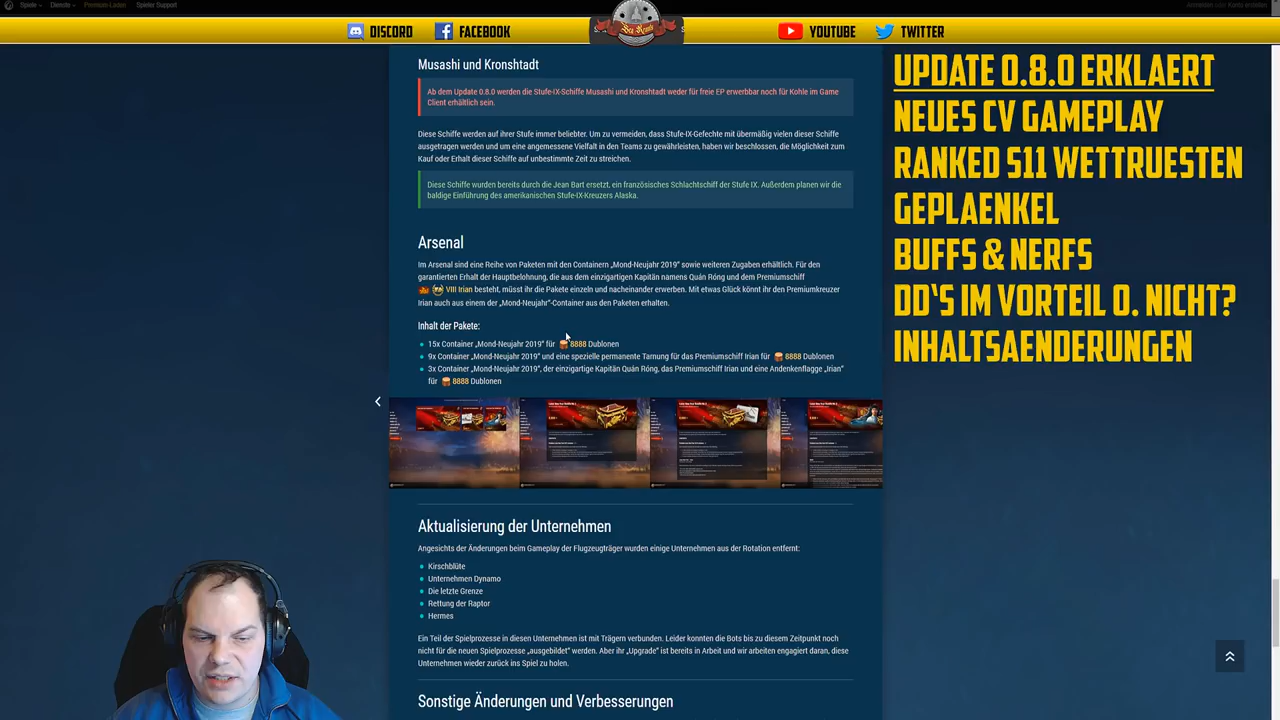 Spiele
Dienste
Premium-Laden
Spieler Support
Anmelden oder Konto erstellen
DISCORD
FACEBOOK
YOUTUBE
TWITTER
Musashi und Kronshtadt
Ab dem Update 0.8.0 werden die Stufe-IX-Schiffe Musashi und Kronshtadt weder für freie EP erwerbbar noch für Kohle im Game
Client erhältlich sein.
Diese Schiffe werden auf ihrer Stufe immer beliebter. Um zu vermeiden, dass Stufe-IX-Gefechte mit übermäßig vielen dieser Schiffe
ausgetragen werden und um eine angemessene Vielfalt in den Teams zu gewährleisten, haben wir beschlossen, die Möglichkeit zum
Kauf oder Erhalt dieser Schiffe auf unbestimmte Zeit zu streichen.
Diese Schiffe wurden bereits durch die Jean Bart ersetzt, ein französisches Schlachtschiff der Stufe IX. Außerdem planen wir die
baldige Einführung des amerikanischen Stufe-IX-Kreuzers Alaska.
Arsenal
Im Arsenal sind eine Reihe von Paketen mit den Containern „Mond-Neujahr 2019“ sowie weiteren Zugaben erhältlich. Für den
garantierten Erhalt der Hauptbelohnung, die aus dem einzigartigen Kapitän namens Quán Róng und dem Premiumschiff
VIII Irian besteht, müsst ihr die Pakete einzeln und nacheinander erwerben. Mit etwas Glück könnt ihr den Premiumkreuzer
Irian auch aus einem der „Mond-Neujahr“-Container aus den Paketen erhalten.
Inhalt der Pakete:
15x Container „Mond-Neujahr 2019“ für 8888 Dublonen
9x Container „Mond-Neujahr 2019“ und eine spezielle permanente Tarnung für das Premiumschiff Irian für 8888 Dublonen
3x Container „Mond-Neujahr 2019“, der einzigartige Kapitän Quán Róng, das Premiumschiff Irian und eine Andenkenflagge „Irian“
für 8888 Dublonen
Aktualisierung der Unternehmen
Angesichts der Änderungen beim Gameplay der Flugzeugträger wurden einige Unternehmen aus der Rotation entfernt:
Kirschblüte
Unternehmen Dynamo
Die letzte Grenze
Rettung der Raptor
Hermes
Ein Teil der Spielprozesse in diesen Unternehmen ist mit Trägern verbunden. Leider konnten die Bots bis zu diesem Zeitpunkt noch
nicht für die neuen Spielprozesse „ausgebildet“ werden. Aber ihr „Upgrade“ ist bereits in Arbeit und wir arbeiten engagiert daran, diese
Unternehmen wieder zurück ins Spiel zu holen.
Sonstige Änderungen und Verbesserungen
UPDATE 0.8.0 ERKLAERT
NEUES CV GAMEPLAY
RANKED S11 WETTRUESTEN
GEPLAENKEL
BUFFS & NERFS
DD'S IM VORTEIL O. NICHT?
INHALTSAENDERUNGEN